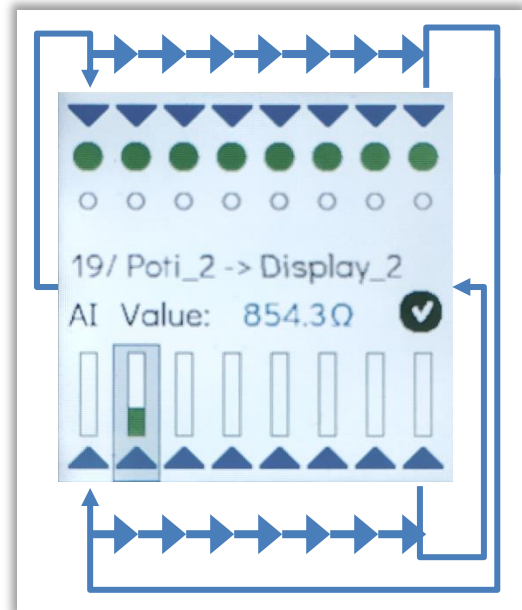 19/ Poti_2 -> Display_2
AI Value: 854.3Ω